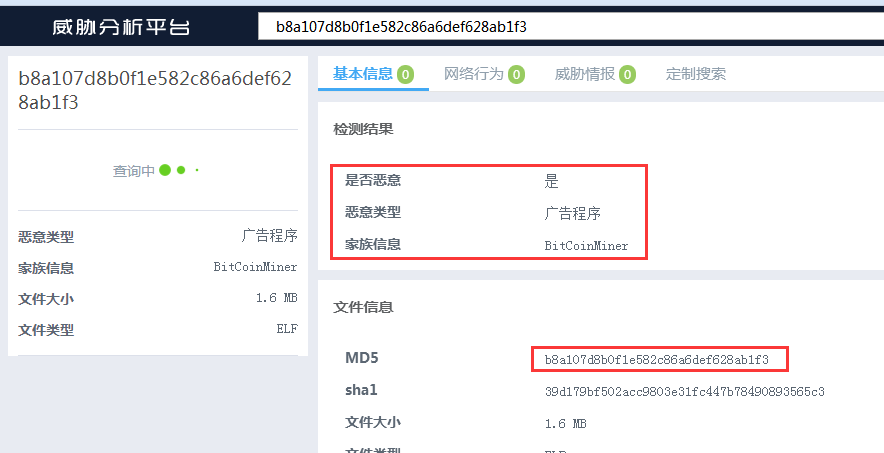 威胁分析平台
b8a107d8b0f1e582c86a6def628ab1f3
b8a107d8b0f1e582c86a6def62
8ab1f3
查询中
恶意类型 广告程序
家族信息 BitCoinMiner
文件大小 1.6 MB
文件类型 ELF
基本信息 0 网络行为 0 威胁情报 0 定制搜索
检测结果
是否恶意 是
恶意类型 广告程序
家族信息 BitCoinMiner
文件信息
MD5 b8a107d8b0f1e582c86a6def628ab1f3
sha1 39d179bf502acc9803e31fc447b78490893565c3
文件大小 1.6 MB